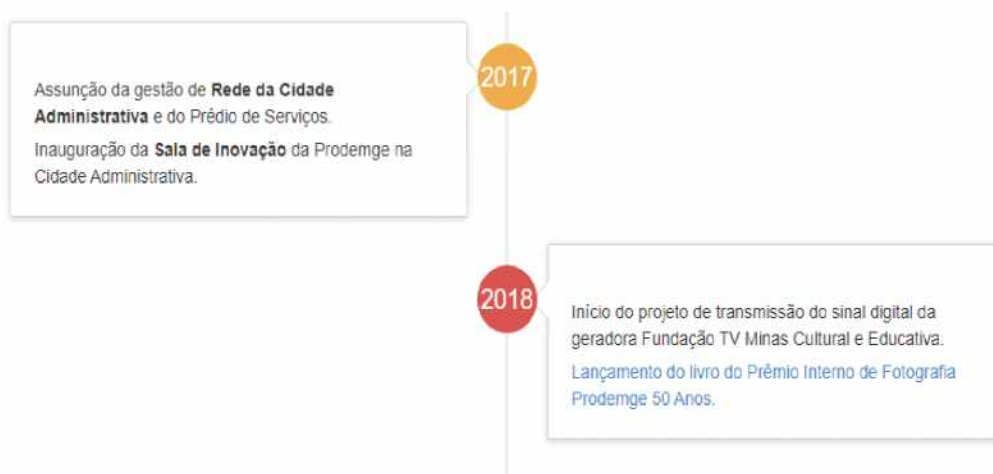 2017
Assunção da gestão de Rede da Cidade
Administrativa e do Prédio de Serviços.
Inauguração da Sala de Inovação da Prodemge na
Cidade Administrativa.
2018
Início do projeto de transmissão do sinal digital da
geradora Fundação TV Minas Cultural e Educativa.
Lançamento do livro do Prêmio Interno de Fotografia
Prodemge 50 Anos.